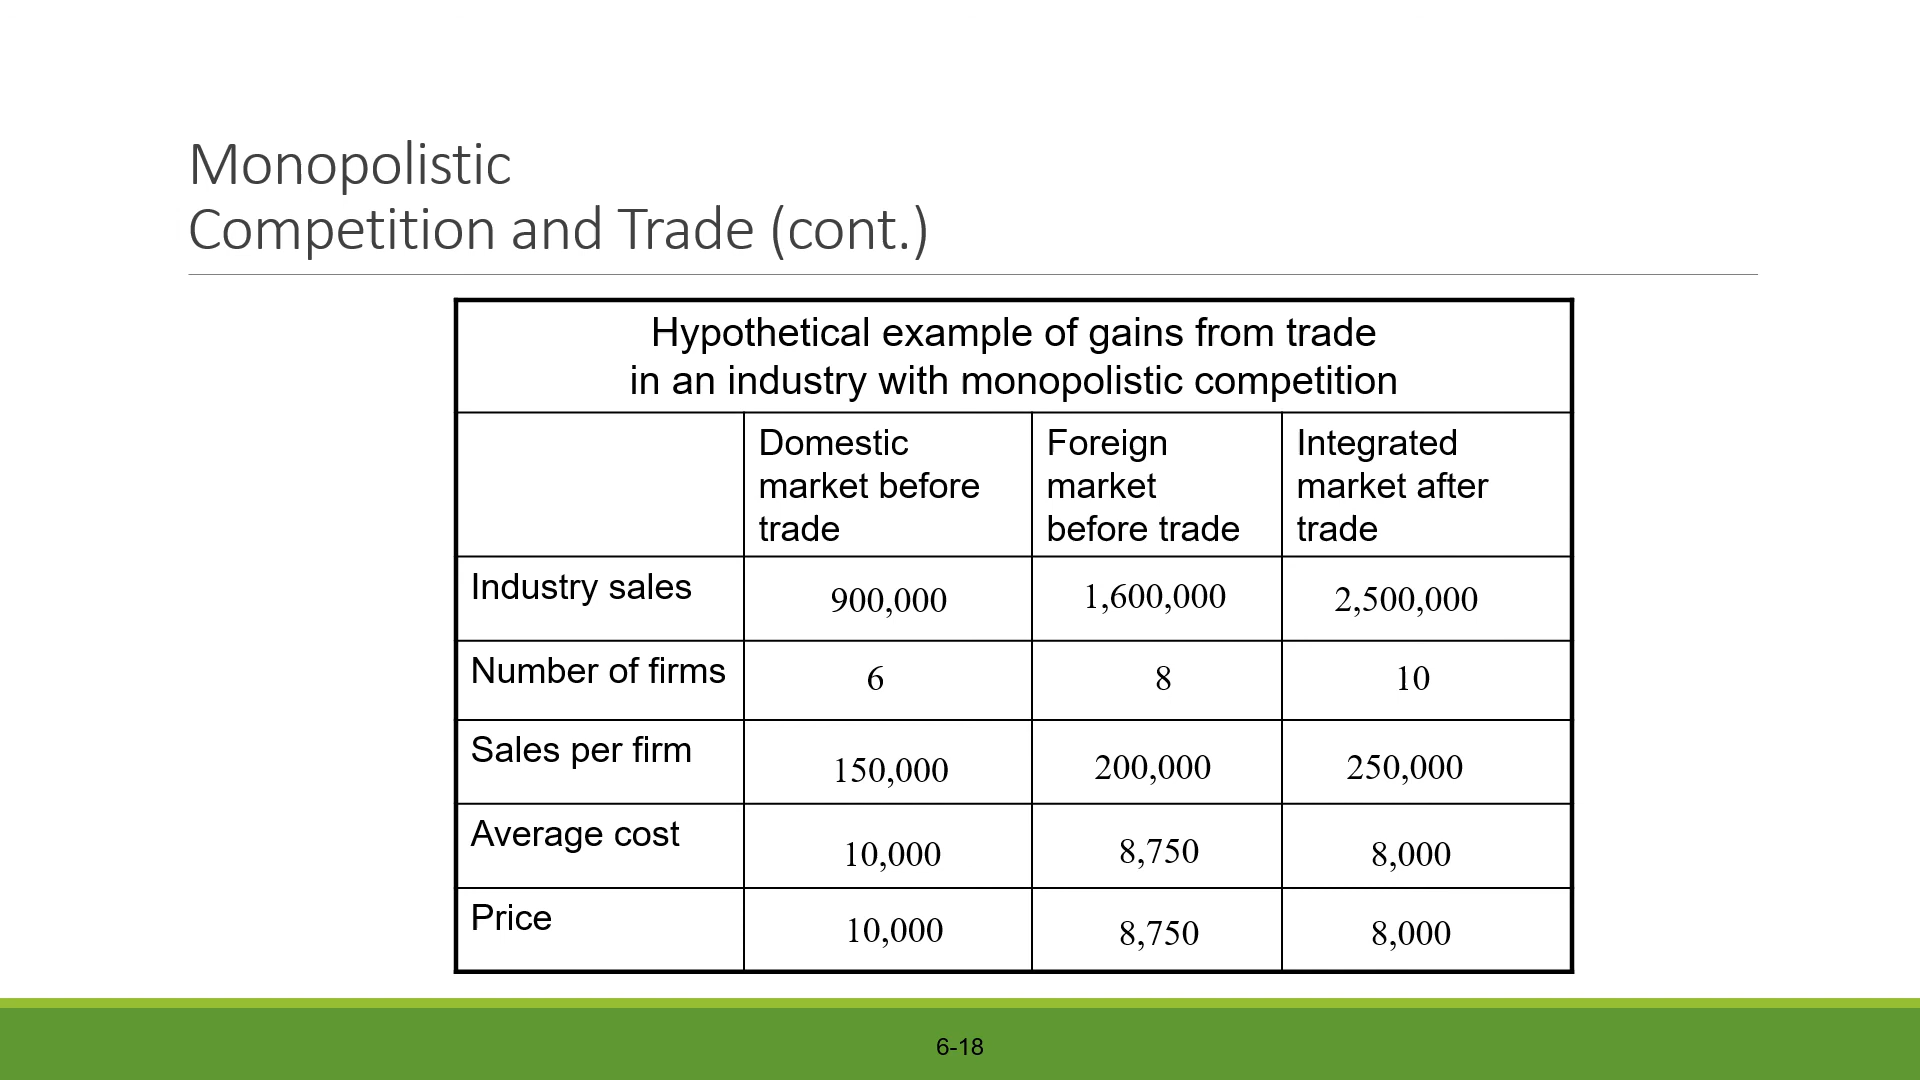 Monopolistic
Competition and Trade (cont.)
Hypothetical example of gains from trade
in an industry with monopolistic competition
Domestic market before trade Foreign market before trade Integrated market after trade
Industry sales 900,000 1,600,000 2,500,000
Number of firms 6 8 10
Sales per firm 150,000 200,000 250,000
Average cost 10,000 8,750 8,000
Price 10,000 8,750 8,000
6-18